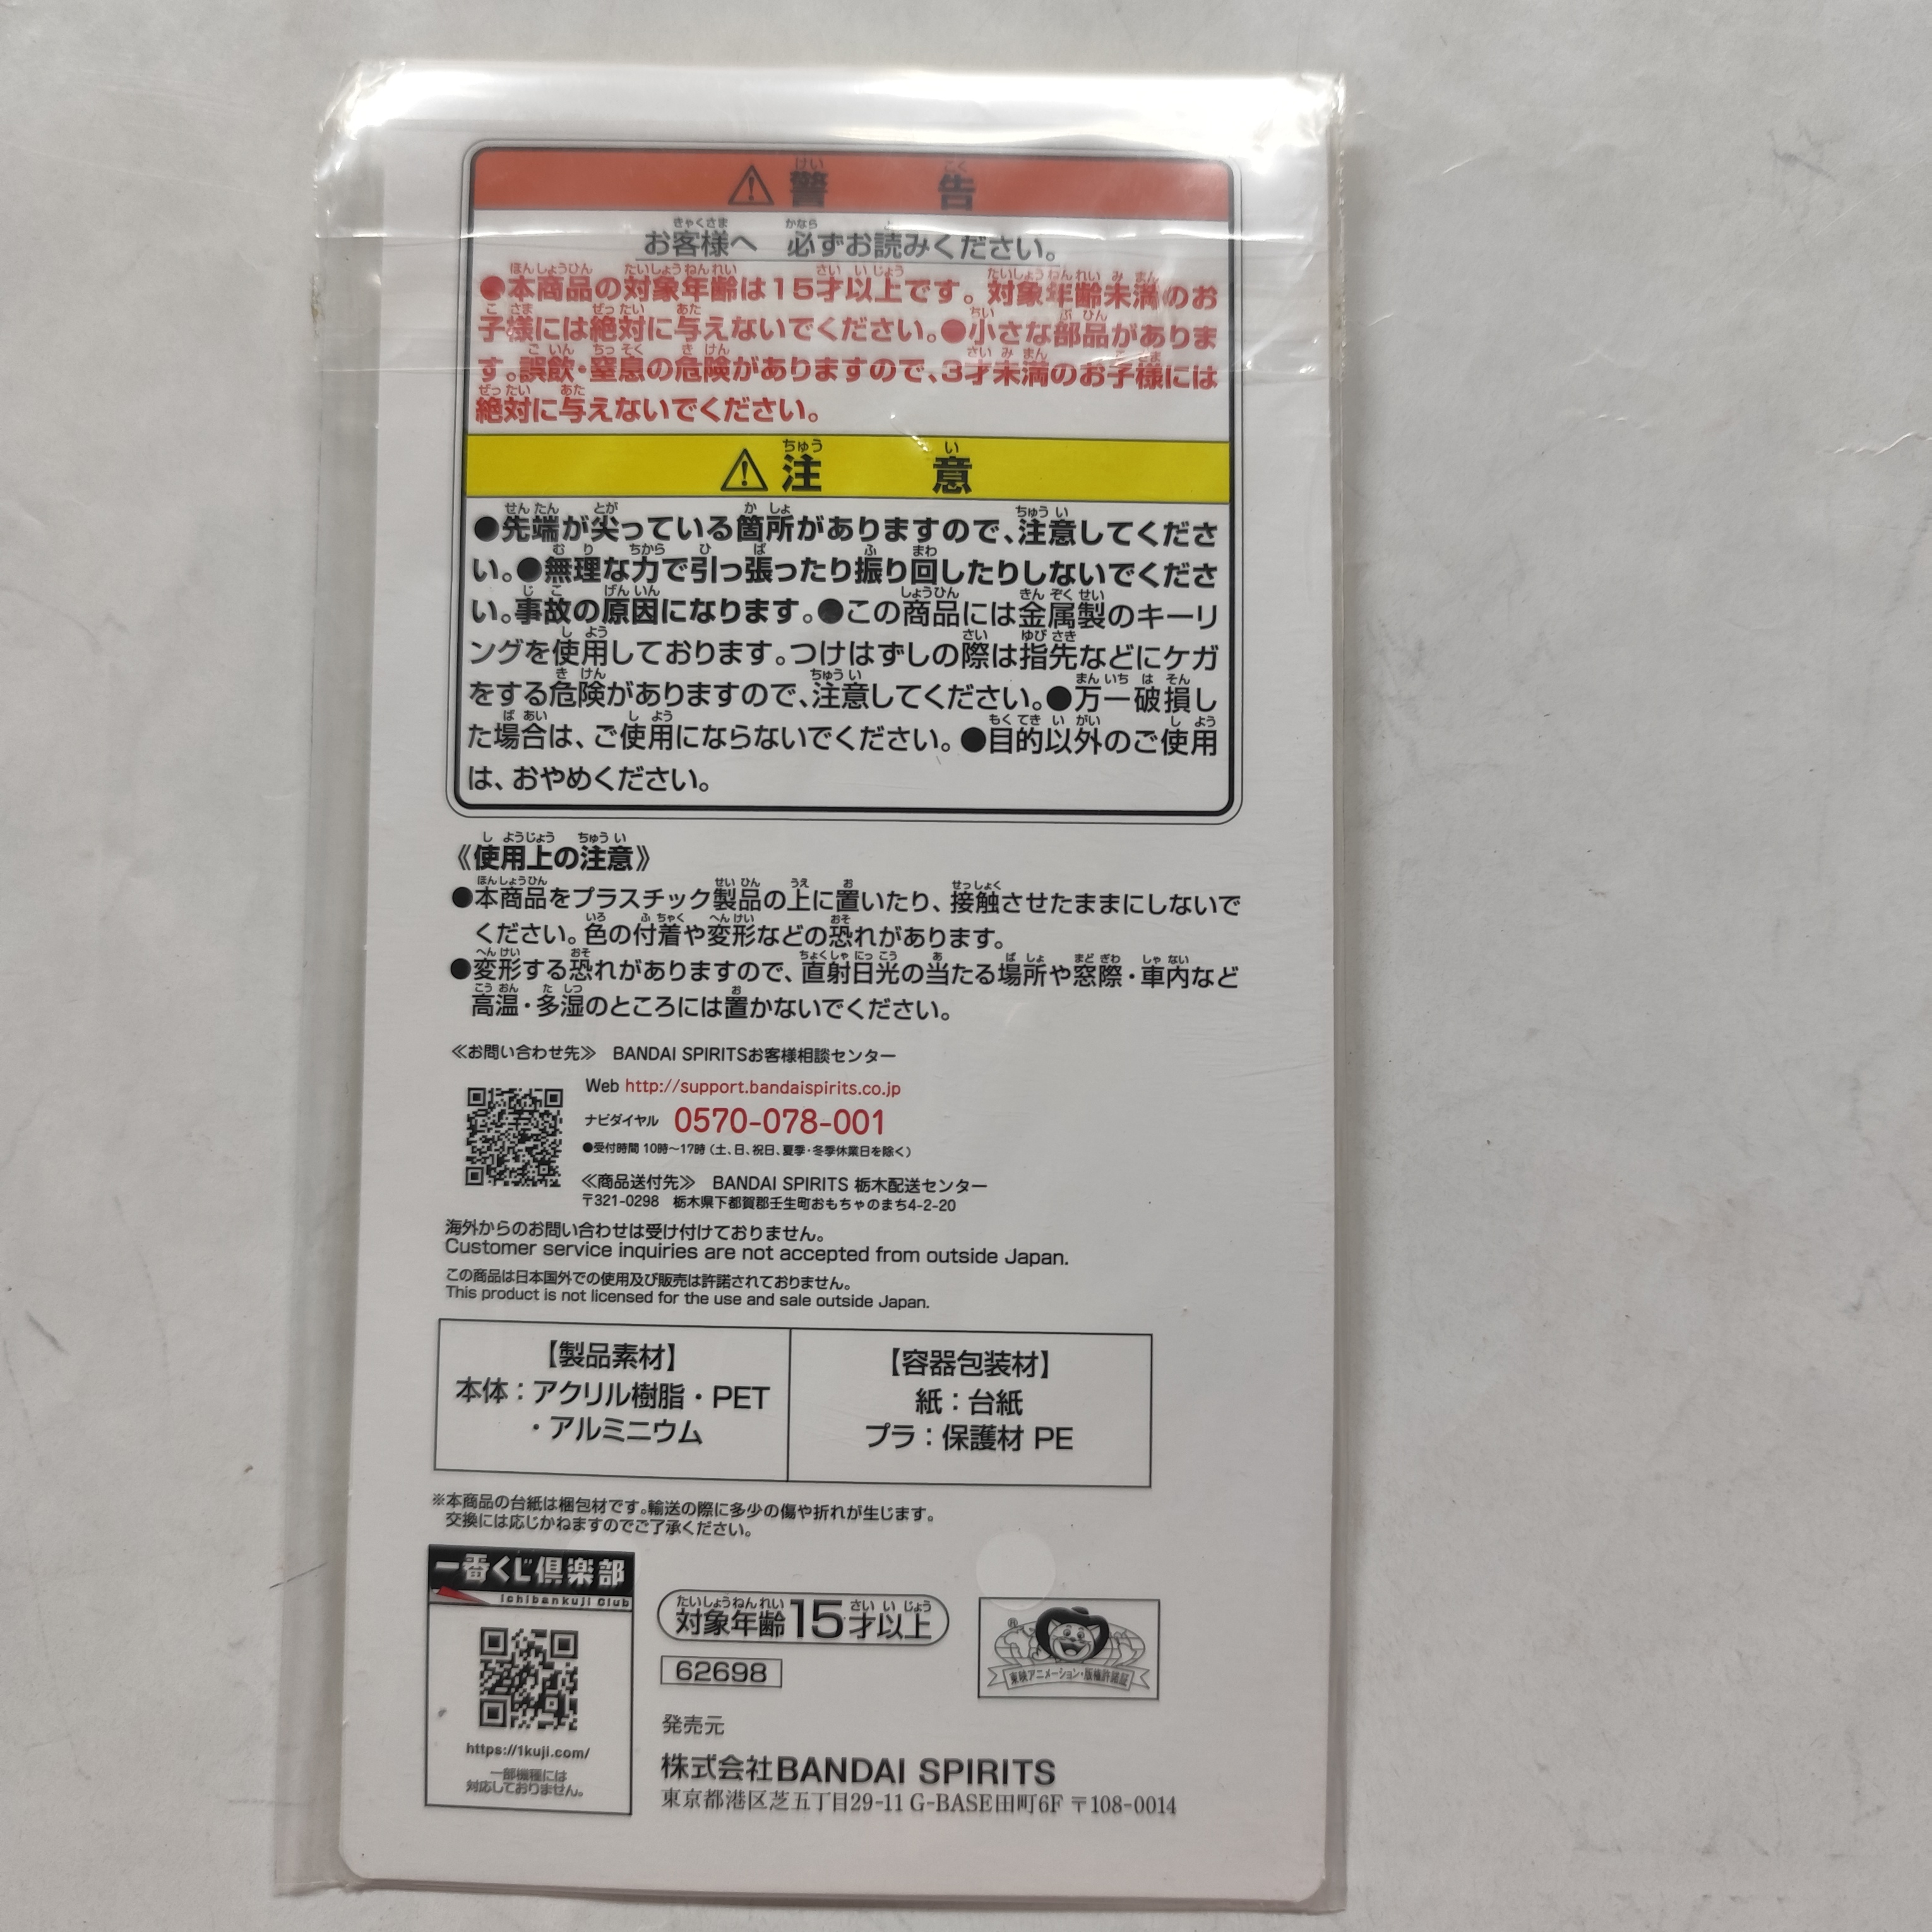 ⚠警告
お客様へ 必ずお読みください。
●本商品の対象年齢は15才以上です。対象年齢未満のお
子様には絶対に与えないでください。●小さな部品がありま
す。誤飲・窒息の危険がありますので、3才未満のお子様には
絶対に与えないでください。
⚠注意
●先端が尖っている箇所がありますので、注意してくださ
い。●無理な力で引っ張ったり振り回したりしないでくださ
い。事故の原因になります。●この商品には金属製のキーリ
ングを使用しております。つけはずしの際は指先などにケガ
をする危険がありますので、注意してください。●万一破損し
た場合は、ご使用にならないでください。●目的以外のご使用
は、おやめください。
《使用上の注意》
●本商品をプラスチック製品の上に置いたり、接触させたままにしないで
ください。色の付着や変形などの恐れがあります。
●変形する恐れがありますので、直射日光の当たる場所や窓際・車内など
高温・多湿のところには置かないでください。
≪お問い合わせ先≫ BANDAI SPIRITSお客様相談センター
Web http://support.bandaispirits.co.jp
ナビダイヤル 0570-078-001
●受付時間 10時～17時（土、日、祝日、夏季・冬季休業日を除く）
≪商品送付先≫ BANDAI SPIRITS 栃木配送センター
〒321-0298 栃木県下都賀郡壬生町おもちゃのまち4-2-20
海外からのお問い合わせは受け付けておりません。
Customer service inquiries are not accepted from outside Japan.
この商品は日本国外での使用及び販売は許諾されておりません。
This product is not licensed for the use and sale outside Japan.
【製品素材】
本体：アクリル樹脂・PET
・アルミニウム
【容器包装材】
紙：台紙
プラ：保護材 PE
※本商品の台紙は梱包材です。輸送の際に多少の傷や折れが生じます。
交換には応じかねますのでご了承ください。
一番くじ倶楽部
Ichibankuji Club
https://1kuji.com/
一部機種には
対応しておりません。
対象年齢15才以上
62698
東映アニメーション・版権許諾証
発売元
株式会社BANDAI SPIRITS
東京都港区芝五丁目29-11 G-BASE田町6F 〒108-0014